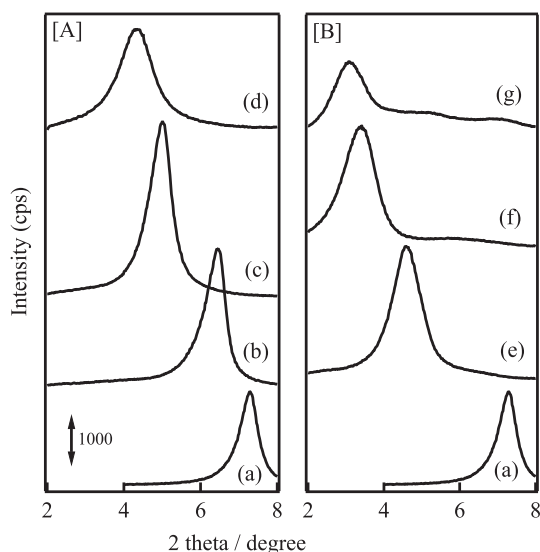 [A]
(d)
(c)
(b)
(a)
1000
2 4 6 8
[B]
(g)
(f)
(e)
(a)
2 4 6 8
Intensity (cps)
2 theta / degree